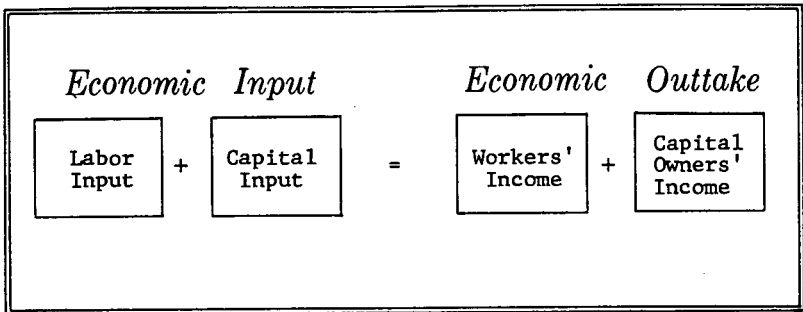 Economic Input Economic Outtake
Labor Input + Capital Input = Workers' Income + Capital Owners' Income